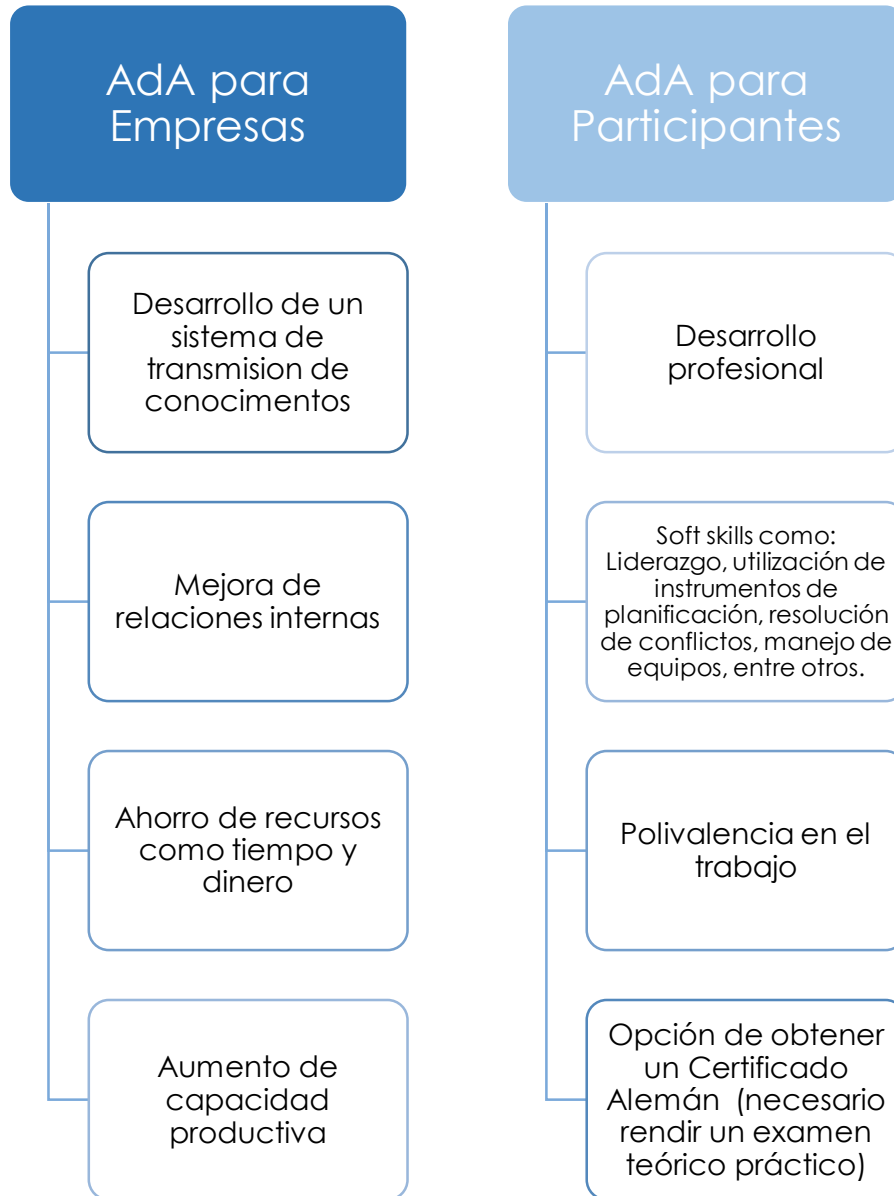 AdA para
Empresas
Desarrollo de un
sistema de
transmision de
conocimentos
Mejora de
relaciones internas
Ahorro de recursos
como tiempo y
dinero
Aumento de
capacidad
productiva
AdA para
Participantes
Desarrollo
profesional
Soft skills como:
Liderazgo, utilización de
instrumentos de
planificación, resolución
de conflictos, manejo de
equipos, entre otros.
Polivalencia en el
trabajo
Opción de obtener
un Certificado
Alemán (necesario
rendir un examen
teórico práctico)